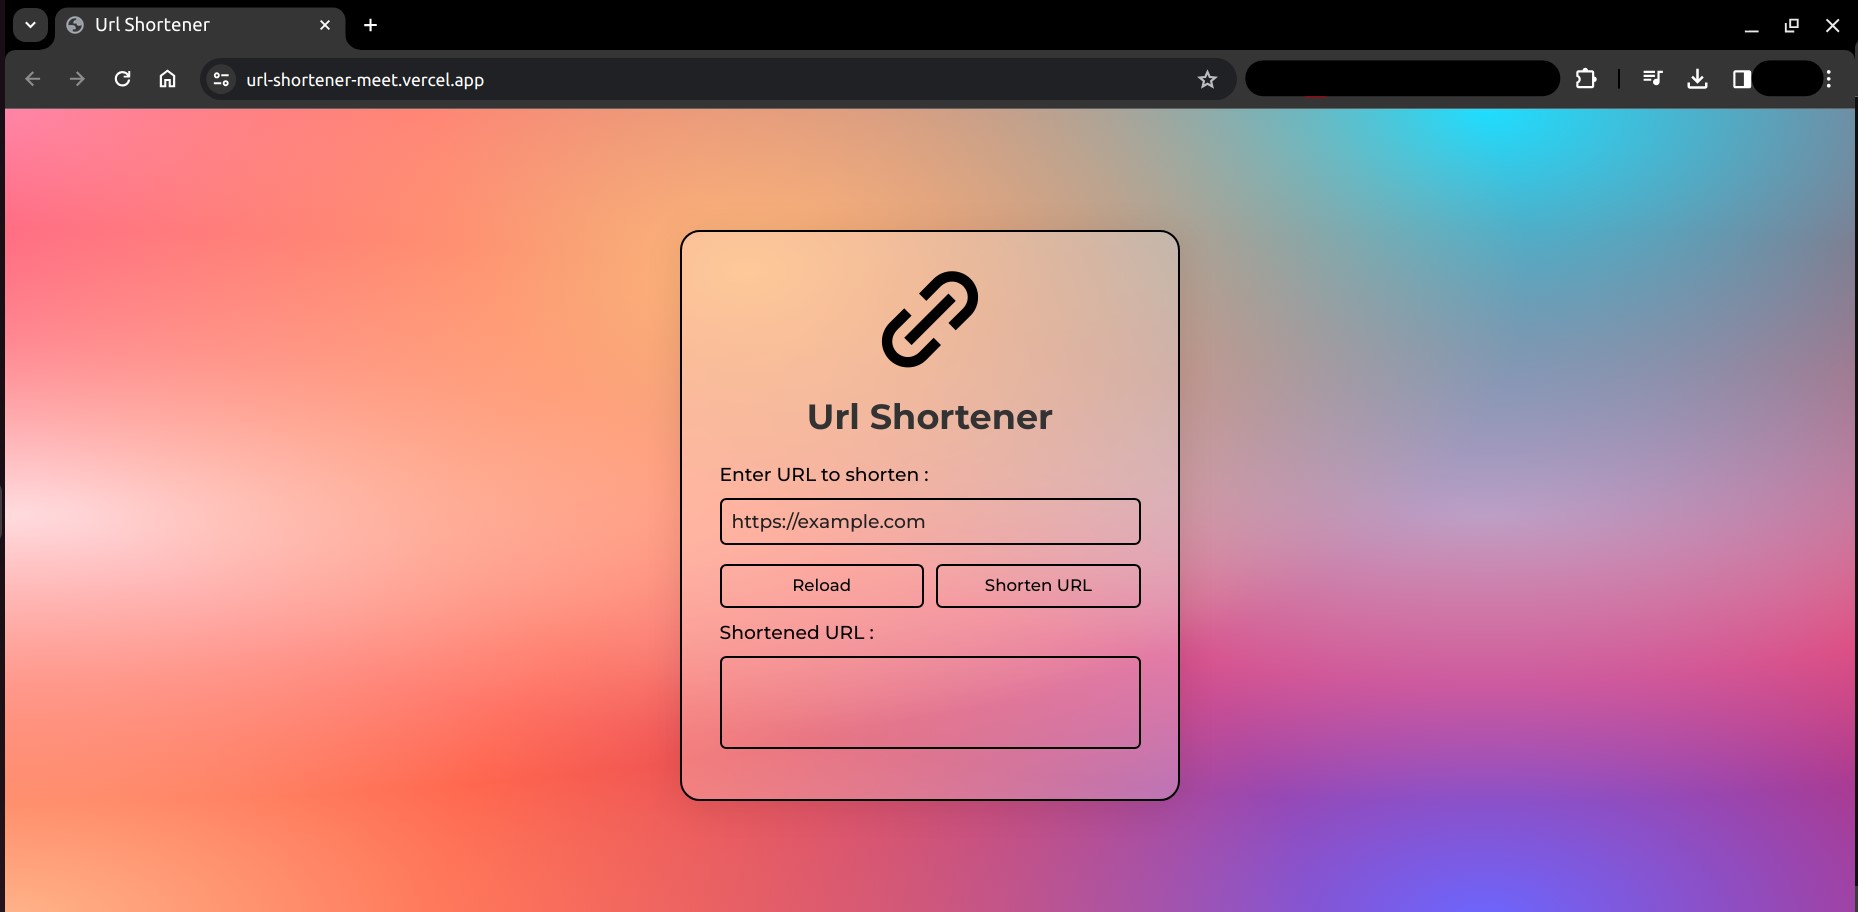 Url Shortener
url-shortener-meet.vercel.app
Url Shortener
Enter URL to shorten :
https://example.com
Reload Shorten URL
Shortened URL :